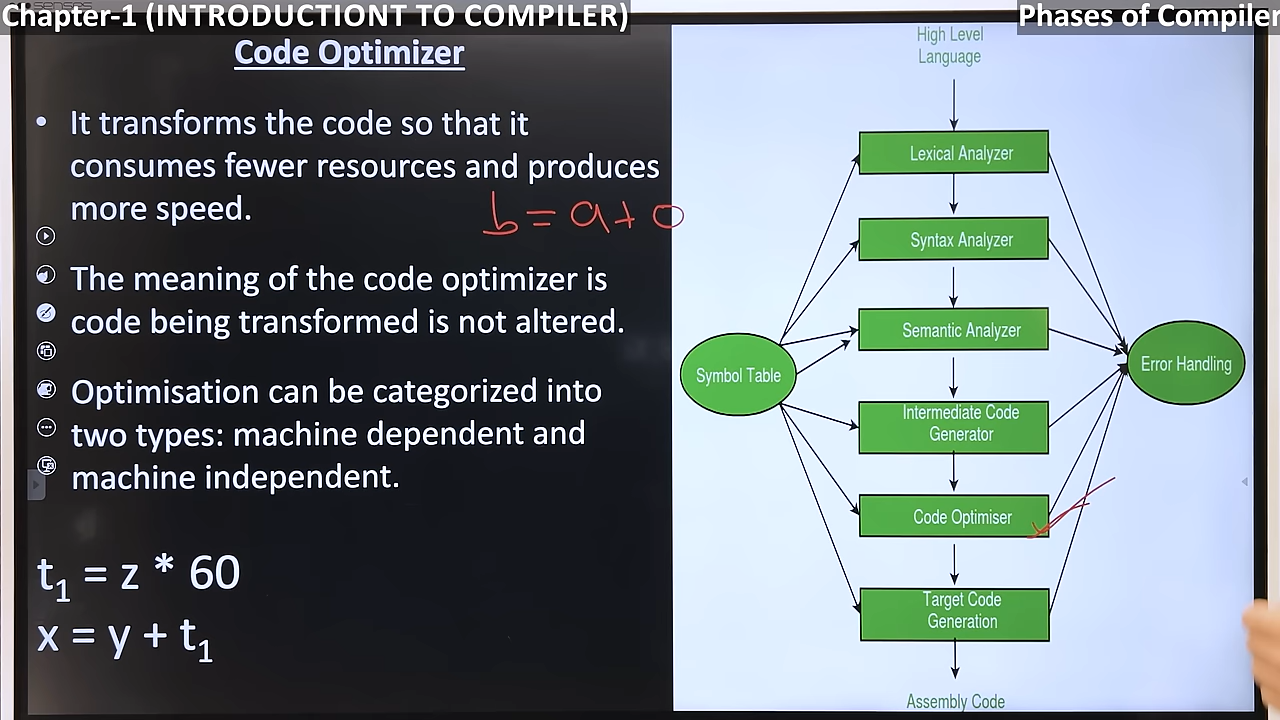 Chapter-1 (INTRODUCTIONT TO COMPILER)
Phases of Compiler
Code Optimizer
• It transforms the code so that it
consumes fewer resources and produces
more speed.
b = a + 0
The meaning of the code optimizer is
code being transformed is not altered.
Optimisation can be categorized into
two types: machine dependent and
machine independent.
t₁ = z * 60
x = y + t₁
High Level
Language
Lexical Analyzer
Syntax Analyzer
Semantic Analyzer
Symbol Table
Error Handling
Intermediate Code
Generator
Code Optimiser
Target Code
Generation
Assembly Code